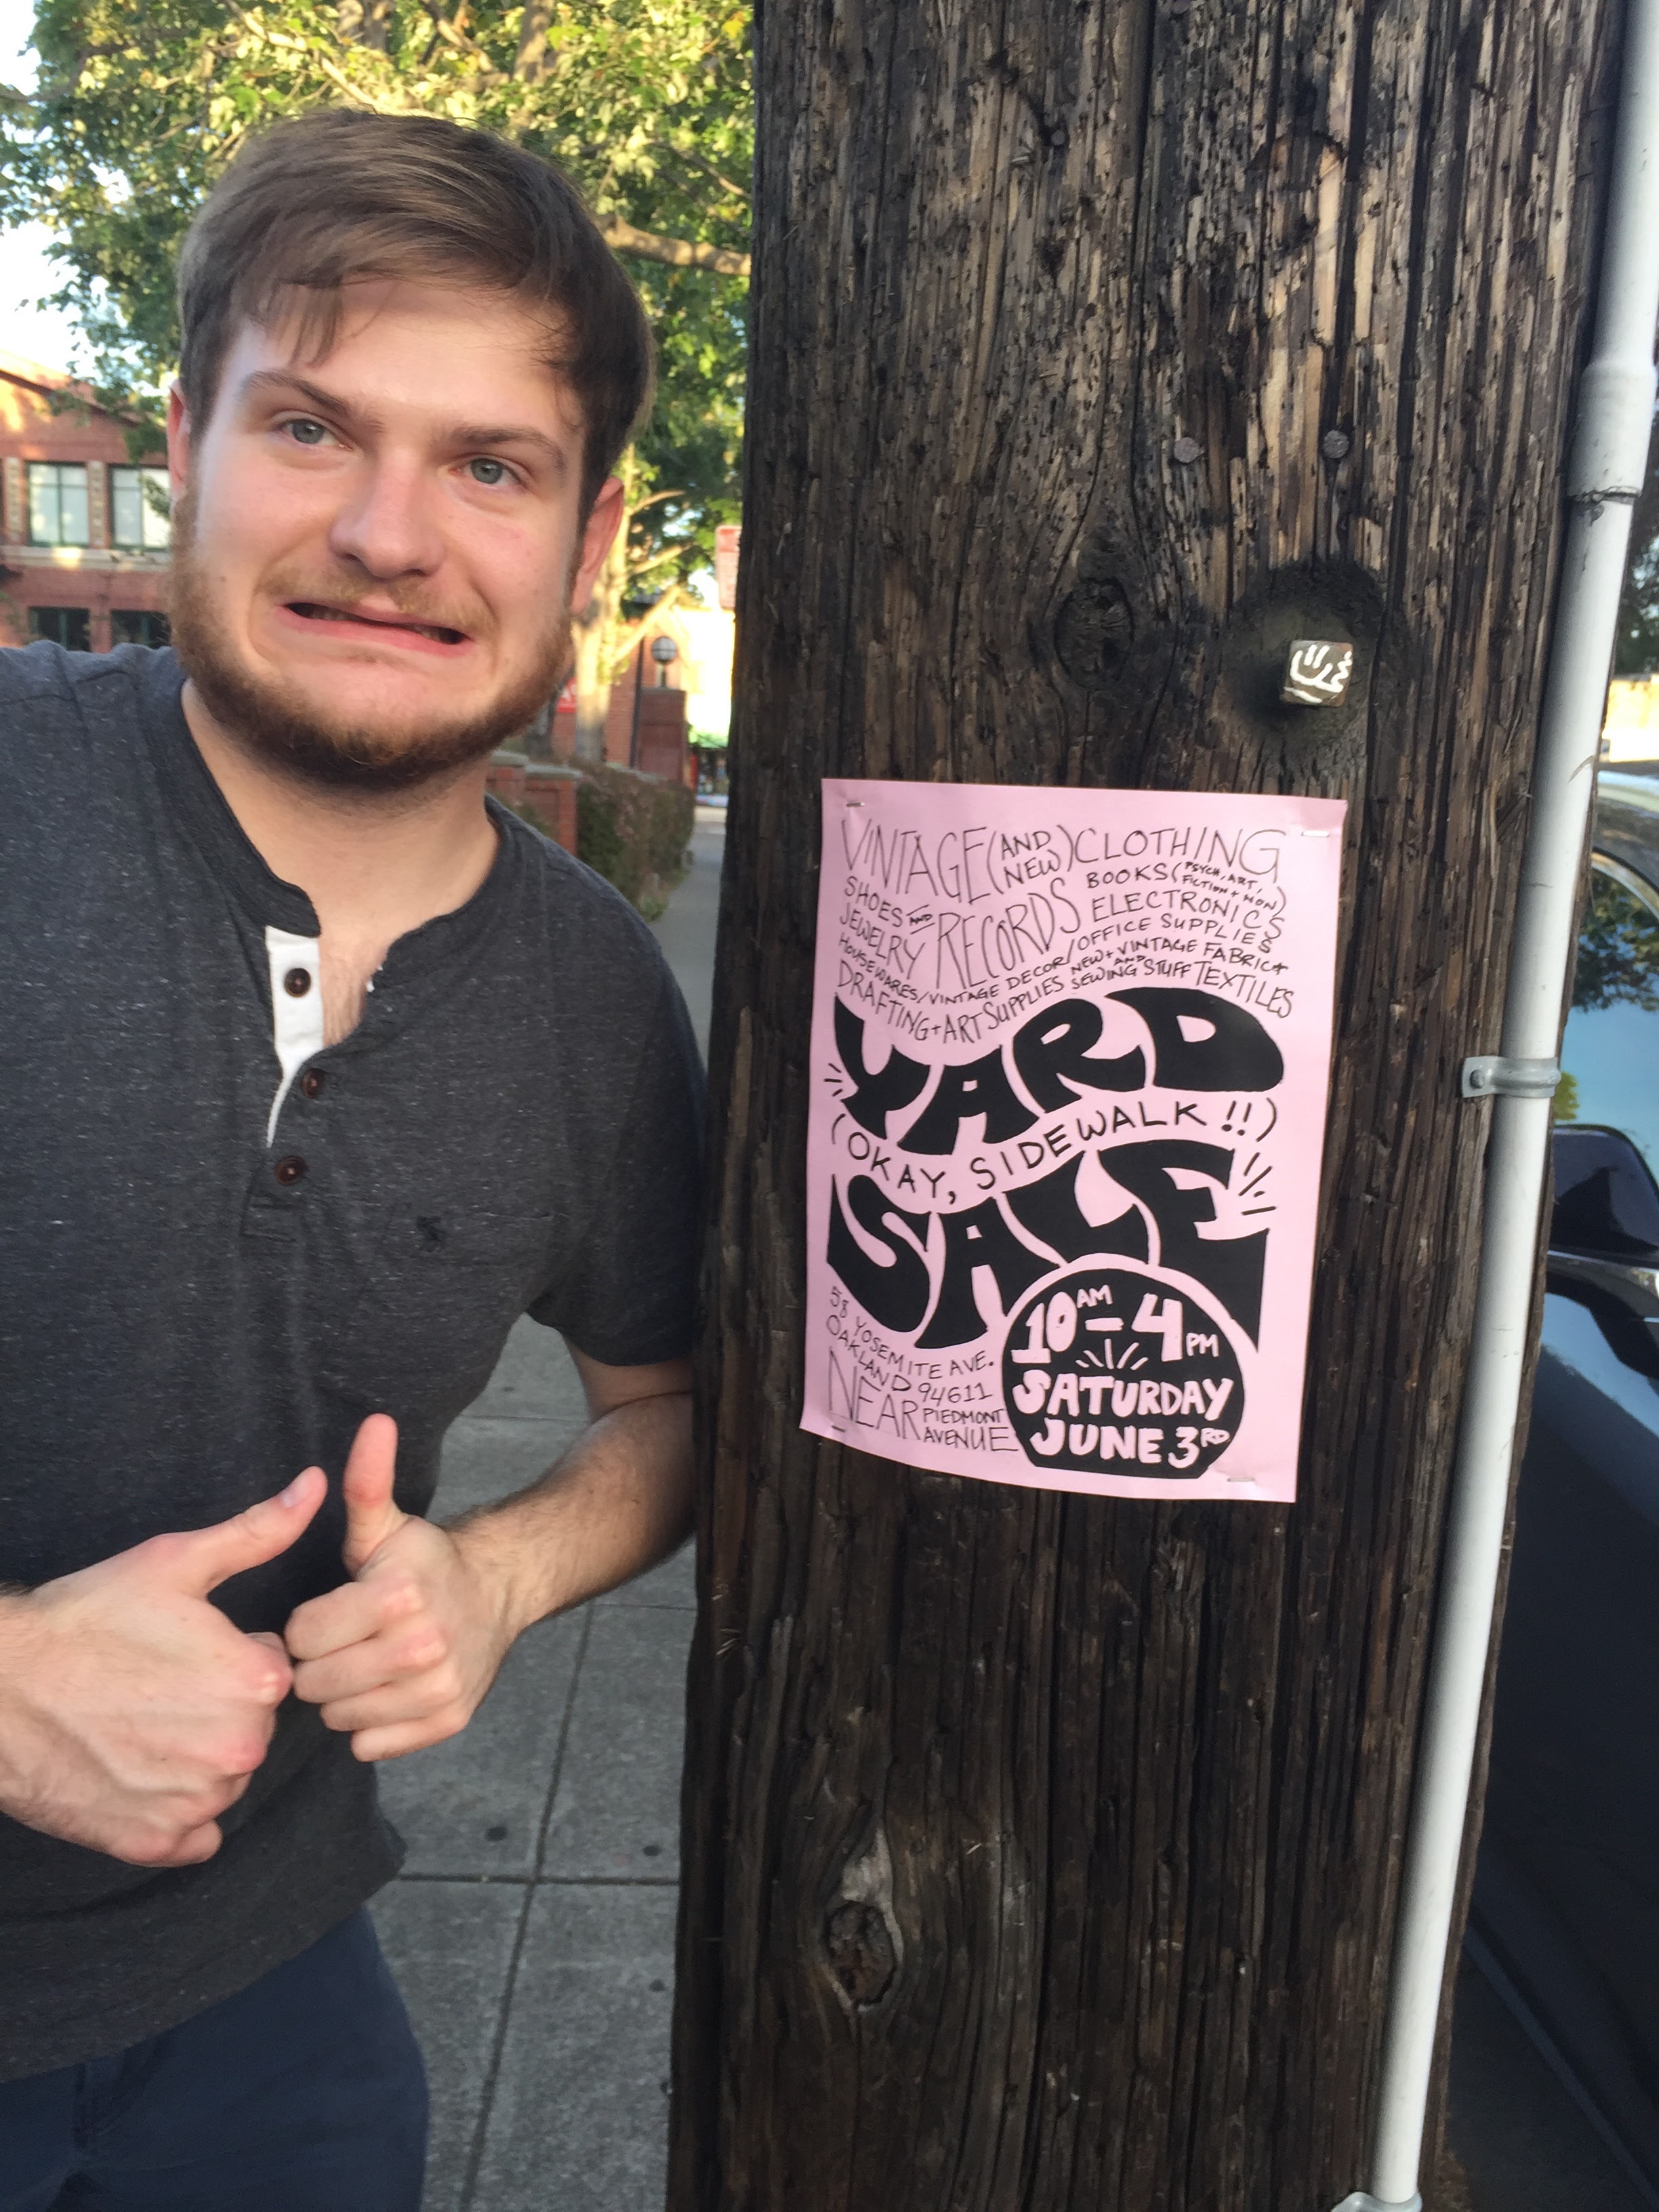 VINTAGE (AND NEW) CLOTHING
SHOES AND RECORDS BOOKS (PSYCH, ART, FICTION + NON)
JEWELRY ELECTRONICS
HOUSEWARES/VINTAGE DECOR/OFFICE SUPPLIES
DRAFTING + ART SUPPLIES NEW + VINTAGE FABRIC +
AND SEWING STUFF TEXTILES
YARD
(OKAY, SIDEWALK!!)
SALE
58 YOSEMITE AVE.
OAKLAND 94611
NEAR PIEDMONT AVENUE
10AM – 4PM
SATURDAY
JUNE 3RD